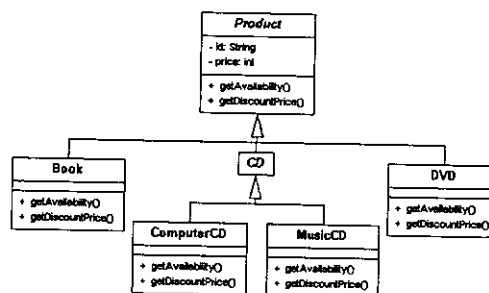 Product
- id: String
- price: int
+ getAvailability()
+ getDiscountPrice()
CD
Book
+ getAvailability()
+ getDiscountPrice()
DVD
+ getAvailability()
+ getDiscountPrice()
ComputerCD
+ getAvailability()
+ getDiscountPrice()
MusicCD
+ getAvailability()
+ getDiscountPrice()